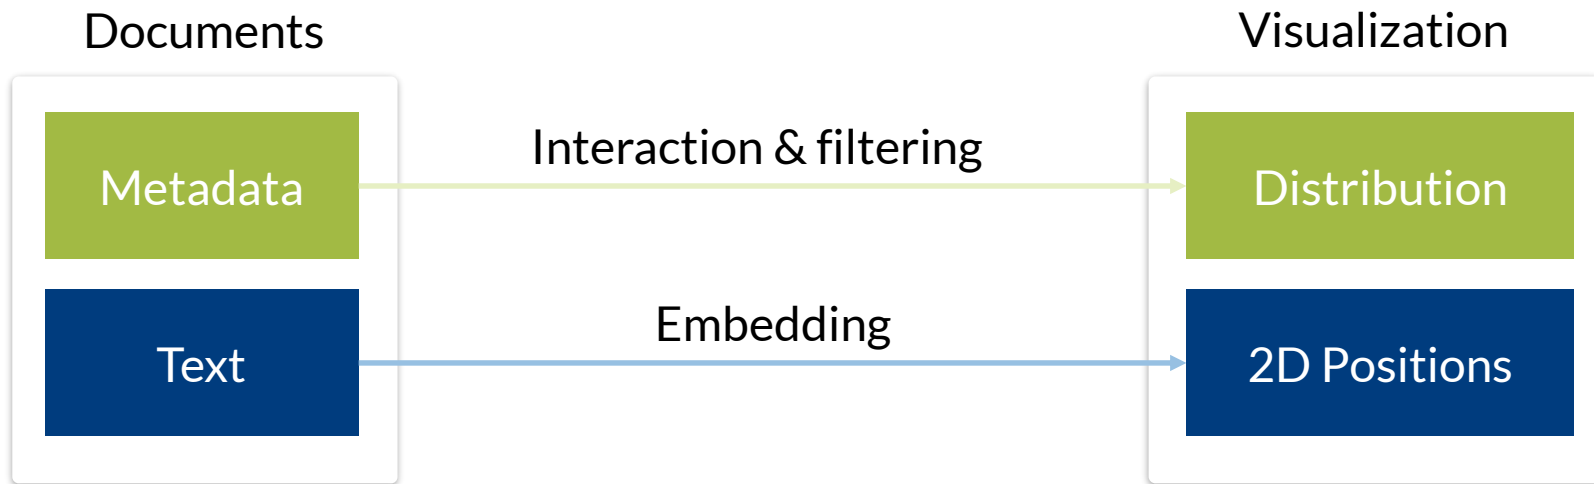 Documents
Visualization
Metadata
Interaction & filtering
Distribution
Text
Embedding
2D Positions